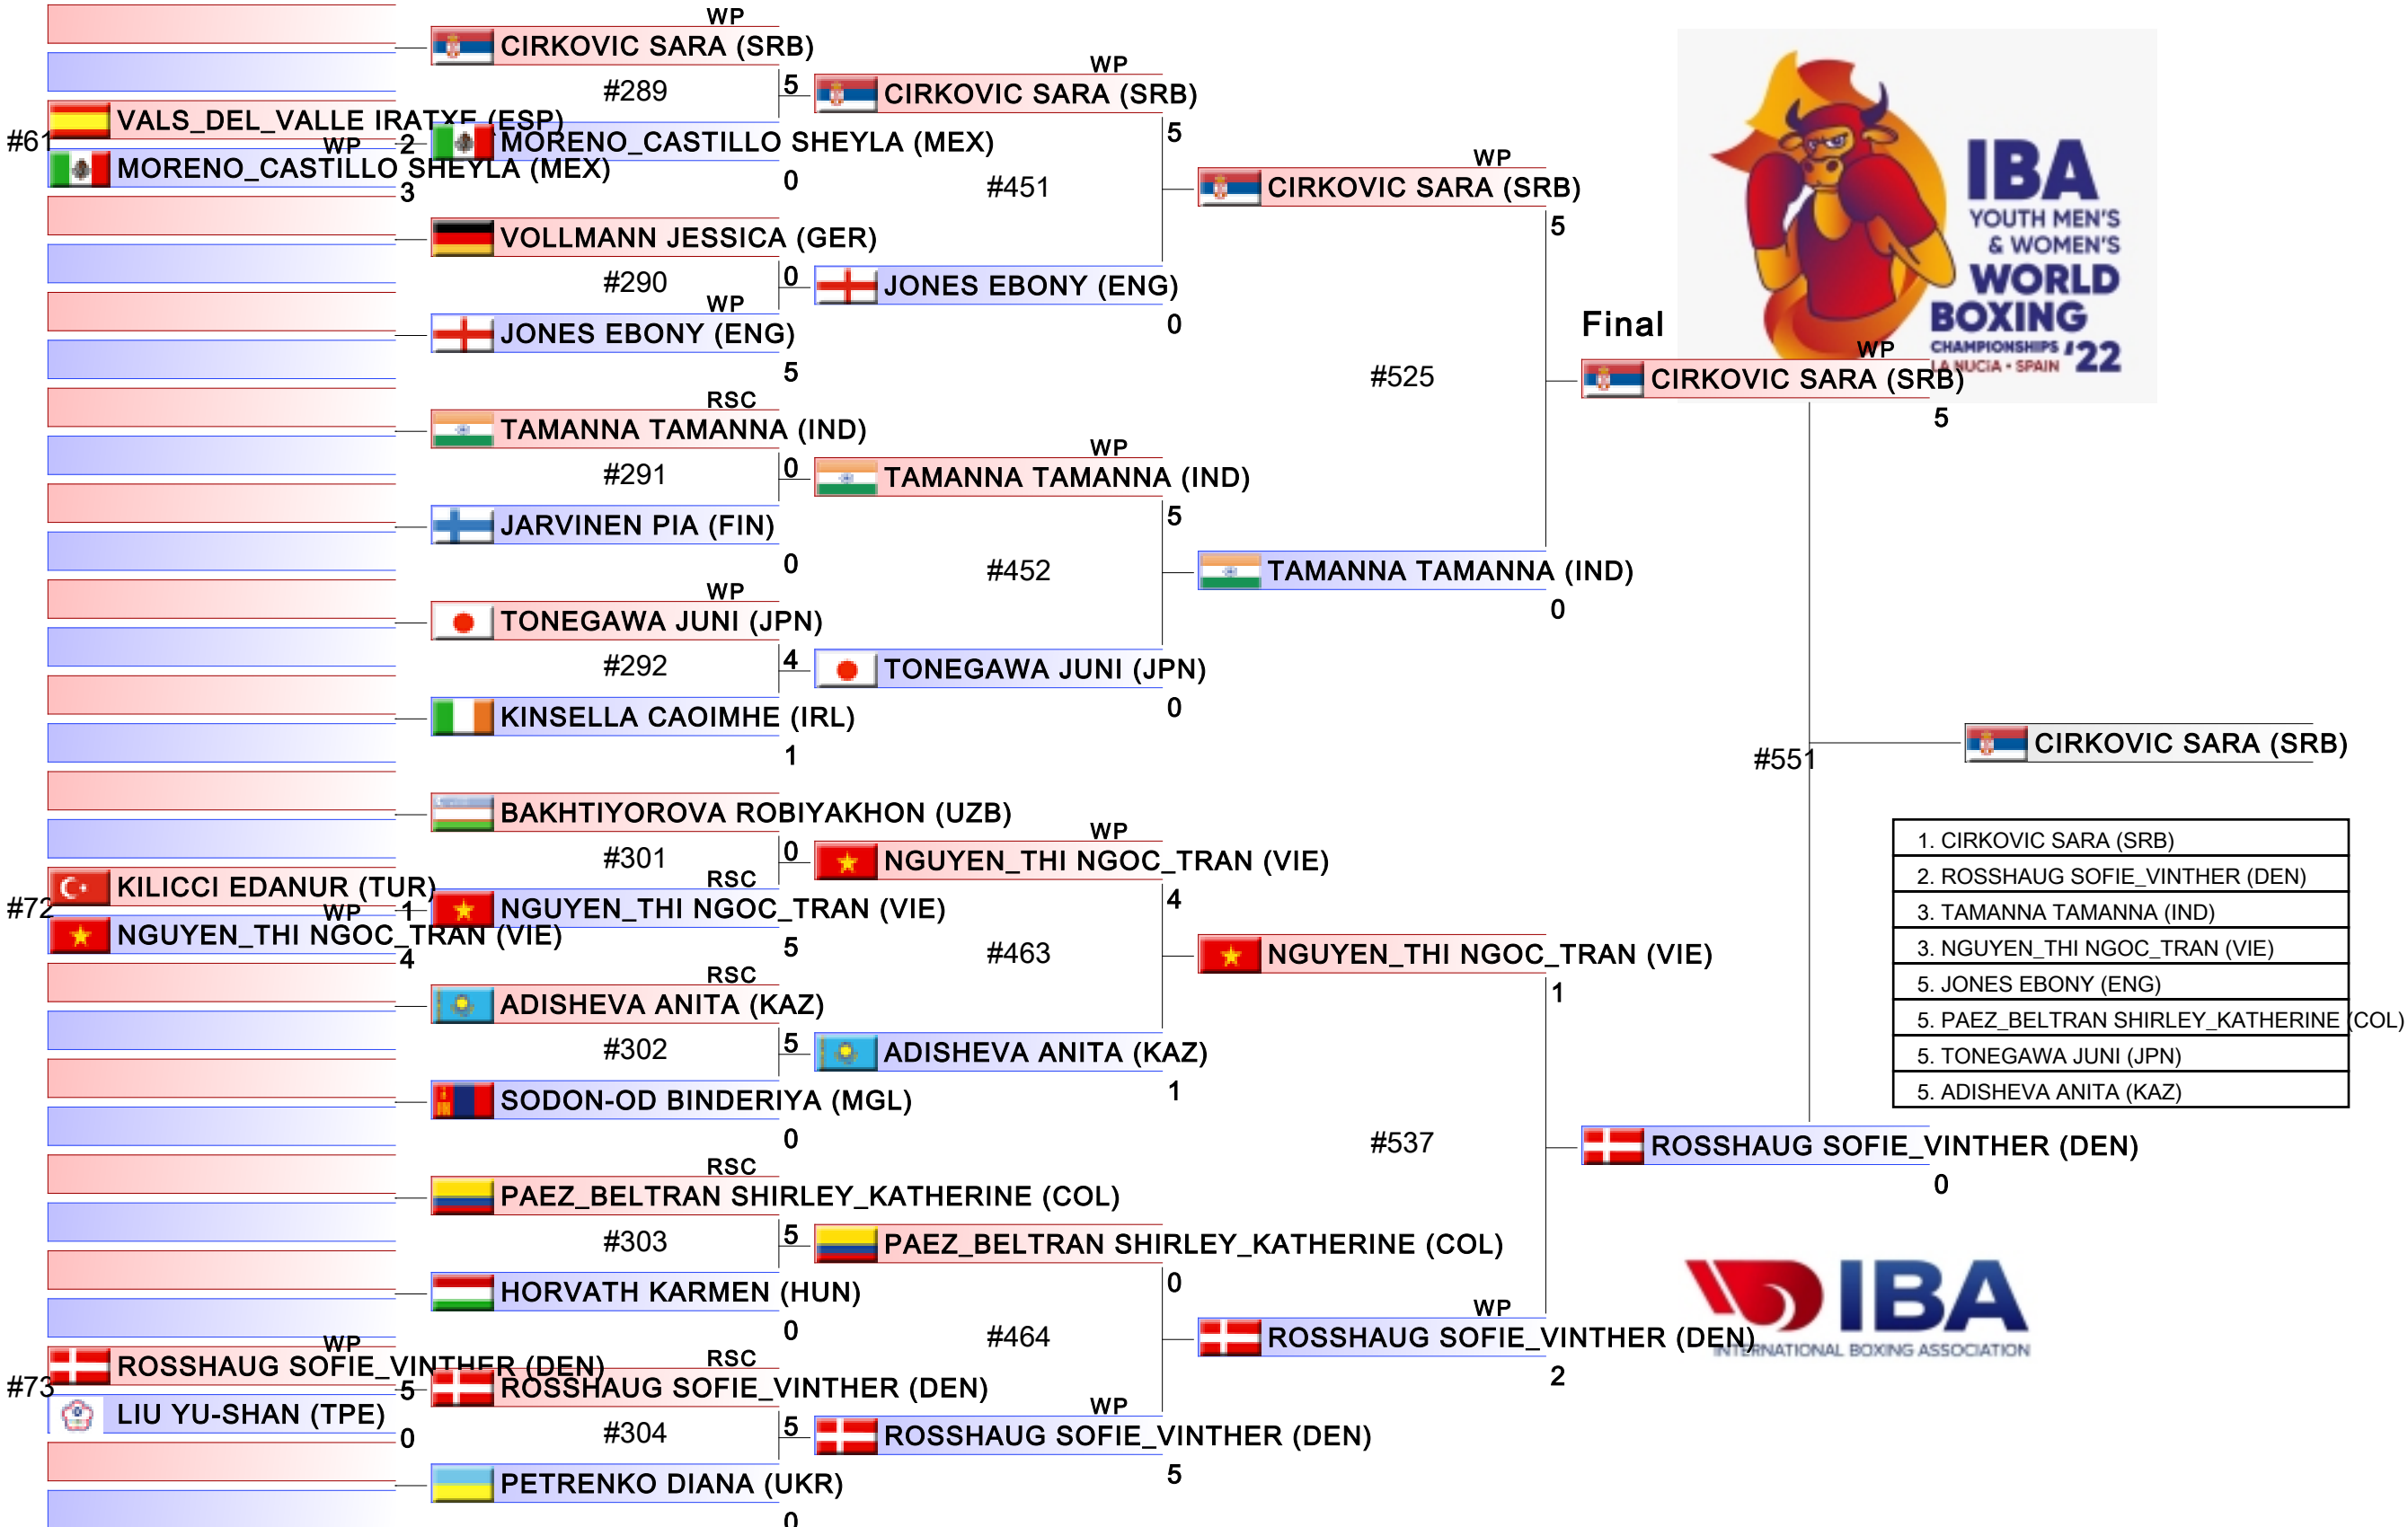 WP
CIRKOVIC SARA (SRB)
#289
5
#61
VALS_DEL_VALLE IRATXE (ESP)
2
WP
MORENO_CASTILLO SHEYLA (MEX)
3
MORENO_CASTILLO SHEYLA (MEX)
0
WP
CIRKOVIC SARA (SRB)
5
#451
VOLLMANN JESSICA (GER)
#290
0
WP
JONES EBONY (ENG)
5
JONES EBONY (ENG)
0
WP
CIRKOVIC SARA (SRB)
5
#525
RSC
TAMANNA TAMANNA (IND)
#291
0
JARVINEN PIA (FIN)
0
WP
TAMANNA TAMANNA (IND)
5
#452
TAMANNA TAMANNA (IND)
0
WP
TONEGAWA JUNI (JPN)
#292
4
KINSELLA CAOIMHE (IRL)
1
TONEGAWA JUNI (JPN)
0
IBA
YOUTH MEN'S
& WOMEN'S
WORLD
BOXING
CHAMPIONSHIPS '22
LA NUCIA • SPAIN
Final
WP
CIRKOVIC SARA (SRB)
5
#551
CIRKOVIC SARA (SRB)
BAKHTIYOROVA ROBIYAKHON (UZB)
#301
0
#72
KILICCI EDANUR (TUR)
1
WP
NGUYEN_THI NGOC_TRAN (VIE)
4
RSC
NGUYEN_THI NGOC_TRAN (VIE)
5
WP
NGUYEN_THI NGOC_TRAN (VIE)
4
#463
RSC
ADISHEVA ANITA (KAZ)
#302
5
SODON-OD BINDERIYA (MGL)
0
ADISHEVA ANITA (KAZ)
1
NGUYEN_THI NGOC_TRAN (VIE)
1
#537
RSC
PAEZ_BELTRAN SHIRLEY_KATHERINE (COL)
#303
5
HORVATH KARMEN (HUN)
0
PAEZ_BELTRAN SHIRLEY_KATHERINE (COL)
0
#464
WP
ROSSHAUG SOFIE_VINTHER (DEN)
2
#73
WP
ROSSHAUG SOFIE_VINTHER (DEN)
5
LIU YU-SHAN (TPE)
0
RSC
ROSSHAUG SOFIE_VINTHER (DEN)
#304
5
PETRENKO DIANA (UKR)
0
WP
ROSSHAUG SOFIE_VINTHER (DEN)
5
1. CIRKOVIC SARA (SRB)
2. ROSSHAUG SOFIE_VINTHER (DEN)
3. TAMANNA TAMANNA (IND)
3. NGUYEN_THI NGOC_TRAN (VIE)
5. JONES EBONY (ENG)
5. PAEZ_BELTRAN SHIRLEY_KATHERINE (COL)
5. TONEGAWA JUNI (JPN)
5. ADISHEVA ANITA (KAZ)
ROSSHAUG SOFIE_VINTHER (DEN)
0
IBA
INTERNATIONAL BOXING ASSOCIATION